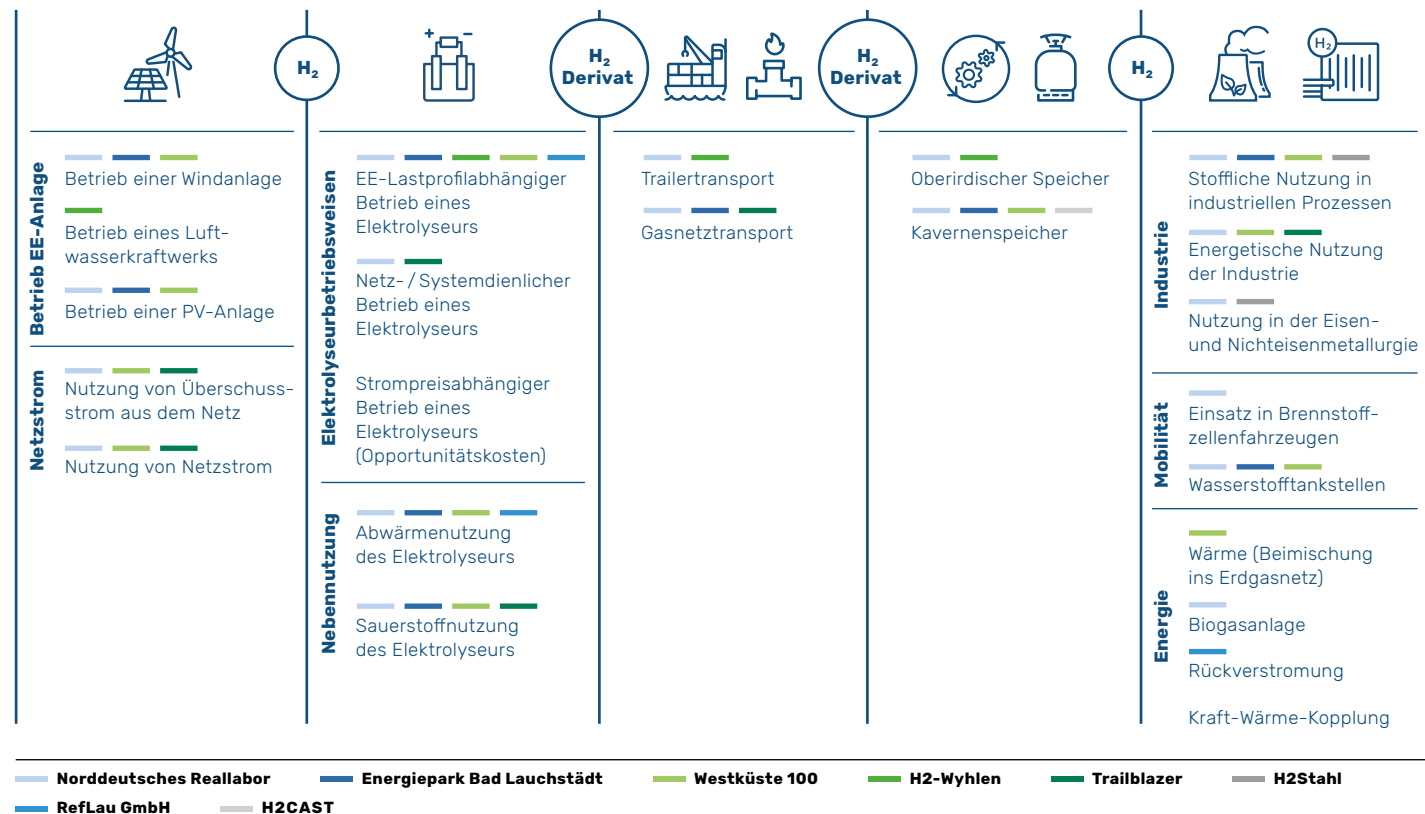 H₂
H₂
Derivat
H₂
Derivat
H₂
H₂
+ −
Betrieb EE-Anlage
Betrieb einer Windanlage
Betrieb eines Luft-
wasserkraftwerks
Betrieb einer PV-Anlage
Netzstrom
Nutzung von Überschuss-
strom aus dem Netz
Nutzung von Netzstrom
Elektrolyseurbetriebsweisen
EE-Lastprofilabhängiger
Betrieb eines
Elektrolyseurs
Netz- / Systemdienlicher
Betrieb eines
Elektrolyseurs
Strompreisabhängiger
Betrieb eines
Elektrolyseurs
(Opportunitätskosten)
Nebennutzung
Abwärmenutzung
des Elektrolyseurs
Sauerstoffnutzung
des Elektrolyseurs
Trailertransport
Gasnetztransport
Oberirdischer Speicher
Kavernenspeicher
Industrie
Stoffliche Nutzung in
industriellen Prozessen
Energetische Nutzung
der Industrie
Nutzung in der Eisen-
und Nichteisenmetallurgie
Mobilität
Einsatz in Brennstoff-
zellenfahrzeugen
Wasserstofftankstellen
Energie
Wärme (Beimischung
ins Erdgasnetz)
Biogasanlage
Rückverstromung
Kraft-Wärme-Kopplung
Norddeutsches Reallabor Energiepark Bad Lauchstädt Westküste 100 H2-Wyhlen Trailblazer H2Stahl
RefLau GmbH H2CAST